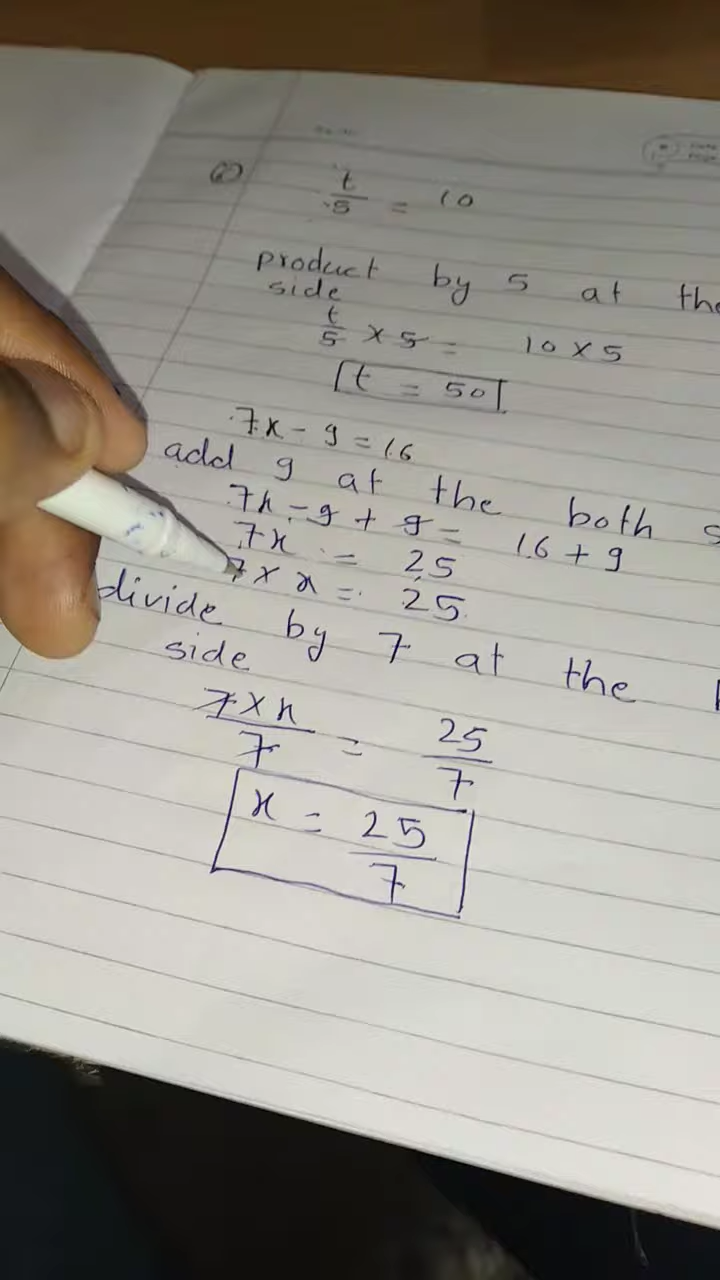 t/5 = 10
product by 5 at the
side
t/5 × 5 = 10 × 5
t = 50
7x - 9 = 16
add 9 at the both s
7x - 9 + 9 = 16 + 9
7x = 25
7 × x = 25
divide by 7 at the
side
7 × x / 7 = 25 / 7
x = 25 / 7